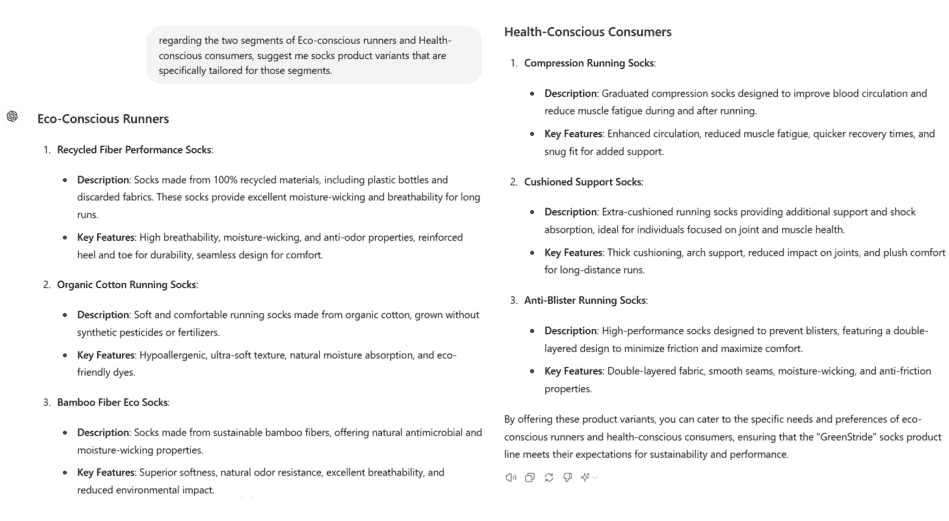 regarding the two segments of Eco-conscious runners and Health-
conscious consumers, suggest me socks product variants that are
specifically tailored for those segments.
Eco-Conscious Runners
1. Recycled Fiber Performance Socks:
• Description: Socks made from 100% recycled materials, including plastic bottles and
discarded fabrics. These socks provide excellent moisture-wicking and breathability for long
runs.
• Key Features: High breathability, moisture-wicking, and anti-odor properties, reinforced
heel and toe for durability, seamless design for comfort.
2. Organic Cotton Running Socks:
• Description: Soft and comfortable running socks made from organic cotton, grown without
synthetic pesticides or fertilizers.
• Key Features: Hypoallergenic, ultra-soft texture, natural moisture absorption, and eco-
friendly dyes.
3. Bamboo Fiber Eco Socks:
• Description: Socks made from sustainable bamboo fibers, offering natural antimicrobial and
moisture-wicking properties.
• Key Features: Superior softness, natural odor resistance, excellent breathability, and
reduced environmental impact.
Health-Conscious Consumers
1. Compression Running Socks:
• Description: Graduated compression socks designed to improve blood circulation and
reduce muscle fatigue during and after running.
• Key Features: Enhanced circulation, reduced muscle fatigue, quicker recovery times, and
snug fit for added support.
2. Cushioned Support Socks:
• Description: Extra-cushioned running socks providing additional support and shock
absorption, ideal for individuals focused on joint and muscle health.
• Key Features: Thick cushioning, arch support, reduced impact on joints, and plush comfort
for long-distance runs.
3. Anti-Blister Running Socks:
• Description: High-performance socks designed to prevent blisters, featuring a double-
layered design to minimize friction and maximize comfort.
• Key Features: Double-layered fabric, smooth seams, moisture-wicking, and anti-friction
properties.
By offering these product variants, you can cater to the specific needs and preferences of eco-
conscious runners and health-conscious consumers, ensuring that the "GreenStride" socks product
line meets their expectations for sustainability and performance.